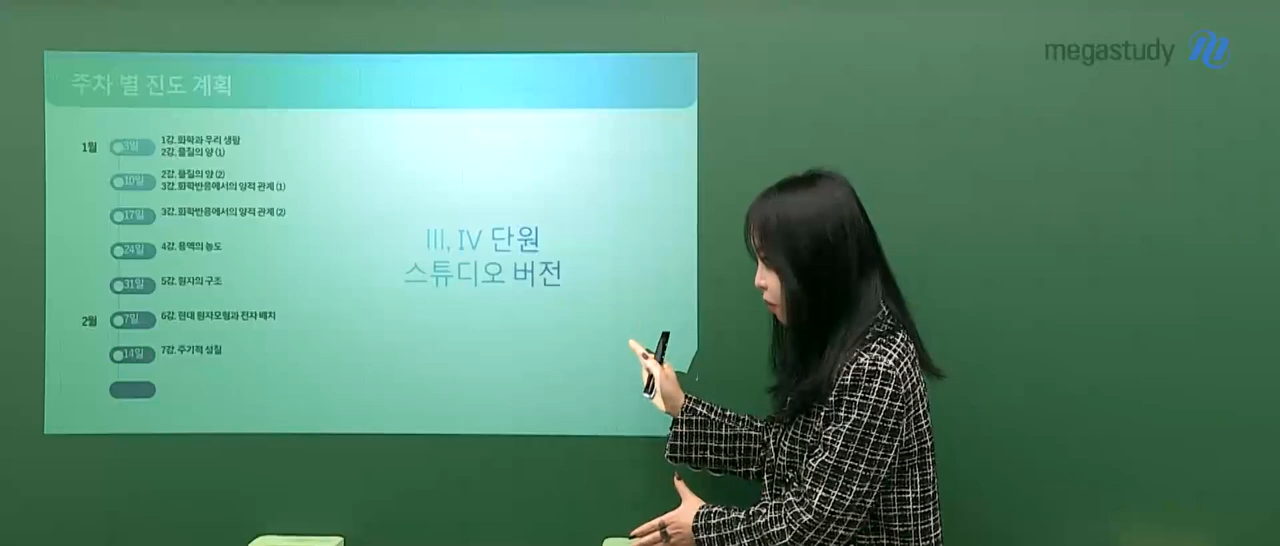 megastudy
주차 별 진도 계획
1월
3일
1강. 화학과 우리 생활
2강. 물질의 양 (1)
10일
2강. 물질의 양 (2)
3강. 화학반응에서의 양적 관계 (1)
17일
3강. 화학반응에서의 양적 관계 (2)
24일
4강. 용액의 농도
31일
5강. 원자의 구조
2월
7일
6강. 현대 원자모형과 전자 배치
14일
7강. 주기적 성질
III, IV 단원
스튜디오 버전